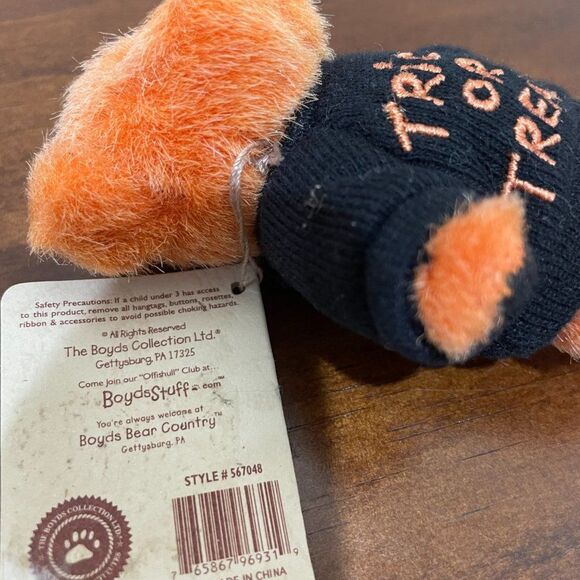 TRICK
OR
TREA
Safety Precautions: If a child under 3 has access
to this product, remove all hangtags, buttons, rosettes,
ribbon & accessories to avoid possible choking hazards.
© All Rights Reserved
The Boyds Collection Ltd.®
Gettysburg, PA 17325
Come join our "Offishull" Club at...™
BoydsStuff.com
You're always welcome at
Boyds Bear Country™
Gettysburg, PA
STYLE # 567048
THE BOYDS COLLECTION LTD.
7 65867 96931 9
MADE IN CHINA